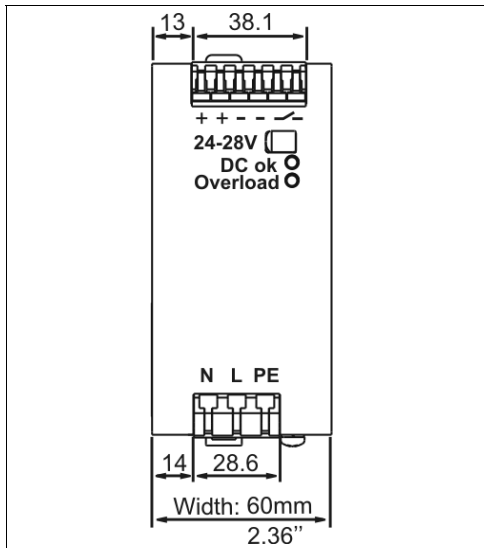 13 38.1
+ + – –
24-28V
DC ok
Overload
N L PE
14 28.6
Width: 60mm
2.36’’